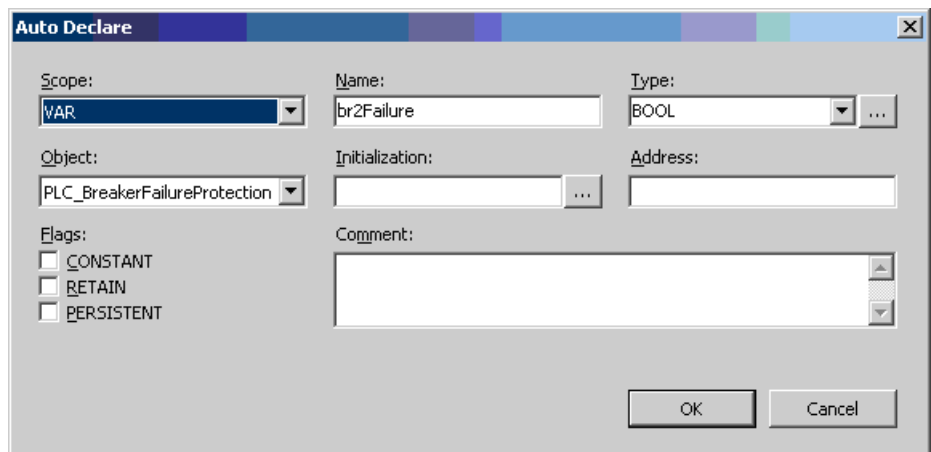 Auto Declare
Scope: Name: Type:
VAR br2Failure BOOL ...
Object: Initialization: Address:
PLC_BreakerFailureProtection ...
Flags: Comment:
CONSTANT
RETAIN
PERSISTENT
OK Cancel